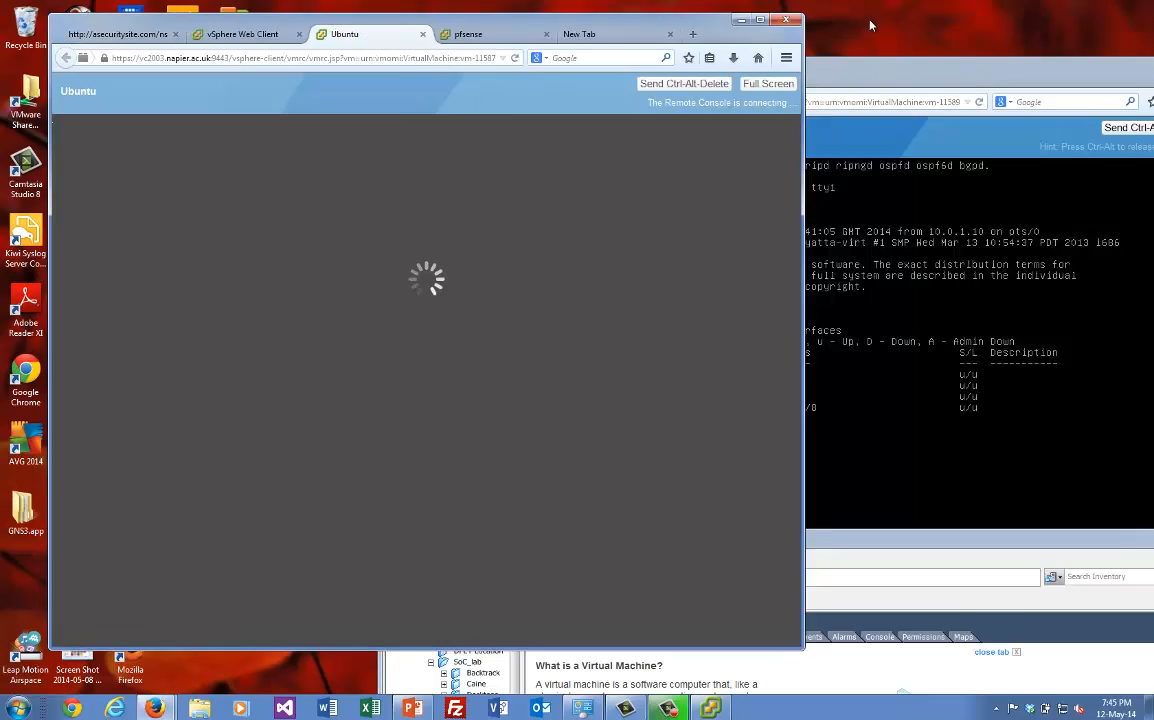 http://asecuritysite.com/ns
vSphere Web Client
Ubuntu
pfsense
New Tab
https://vc2003.napier.ac.uk:9443/vsphere-client/vmrc/vmrc.jsp?vm=urn:vmomi:VirtualMachine:vm-11587
Google
Ubuntu
Send Ctrl-Alt-Delete
Full Screen
The Remote Console is connecting ...
?vm=urn:vmomi:VirtualMachine:vm-11589
Google
Send Ctrl-A
Hint: Press Ctrl-Alt to releas
ripd ripngd ospfd ospf6d bgpd.
tty1
41:05 GMT 2014 from 10.0.1.10 on pts/0
yatta-virt #1 SMP Wed Mar 13 10:54:37 PDT 2013 i686
software. The exact distribution terms for
full system are described in the individual
copyright.
rfaces
, u - Up, D - Down, A - Admin Down
S/L Description
--- -----------
u/u
u/u
u/u
/8 u/u
Search Inventory
ents
Alarms
Console
Permissions
Maps
close tab
SoC_lab
Backtrack
Caine
What is a Virtual Machine?
A virtual machine is a software computer that, like a
Recycle Bin
VMware Share...
Camtasia Studio 8
Kiwi Syslog Server Co...
Adobe Reader XI
Google Chrome
AVG 2014
GNS3.app
Leap Motion Airspace
Screen Shot 2014-05-08 ...
Mozilla Firefox
7:45 PM
12-May-14